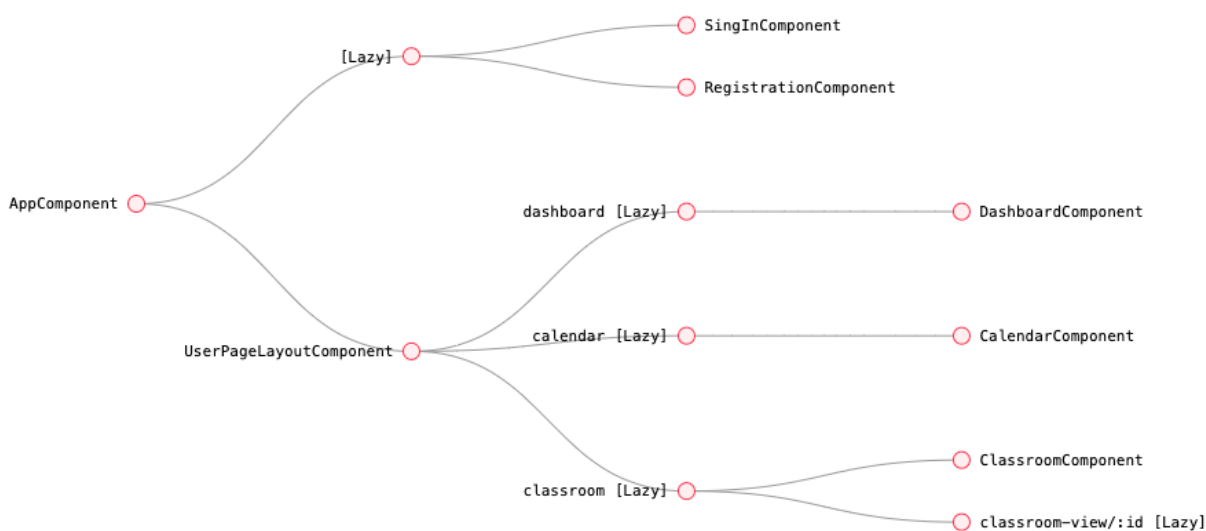 SingInComponent
[Lazy]
RegistrationComponent
AppComponent
dashboard [Lazy]
DashboardComponent
calendar [Lazy]
CalendarComponent
UserPageLayoutComponent
ClassroomComponent
classroom [Lazy]
classroom-view/:id [Lazy]